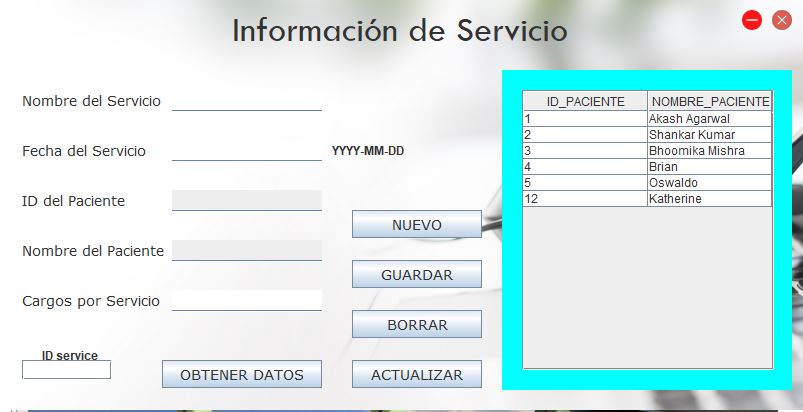 Información de Servicio
Nombre del Servicio
Fecha del Servicio YYYY-MM-DD
ID del Paciente
Nombre del Paciente
Cargos por Servicio
ID service
NUEVO
GUARDAR
BORRAR
OBTENER DATOS
ACTUALIZAR
ID_PACIENTE NOMBRE_PACIENTE
1 Akash Agarwal
2 Shankar Kumar
3 Bhoomika Mishra
4 Brian
5 Oswaldo
12 Katherine